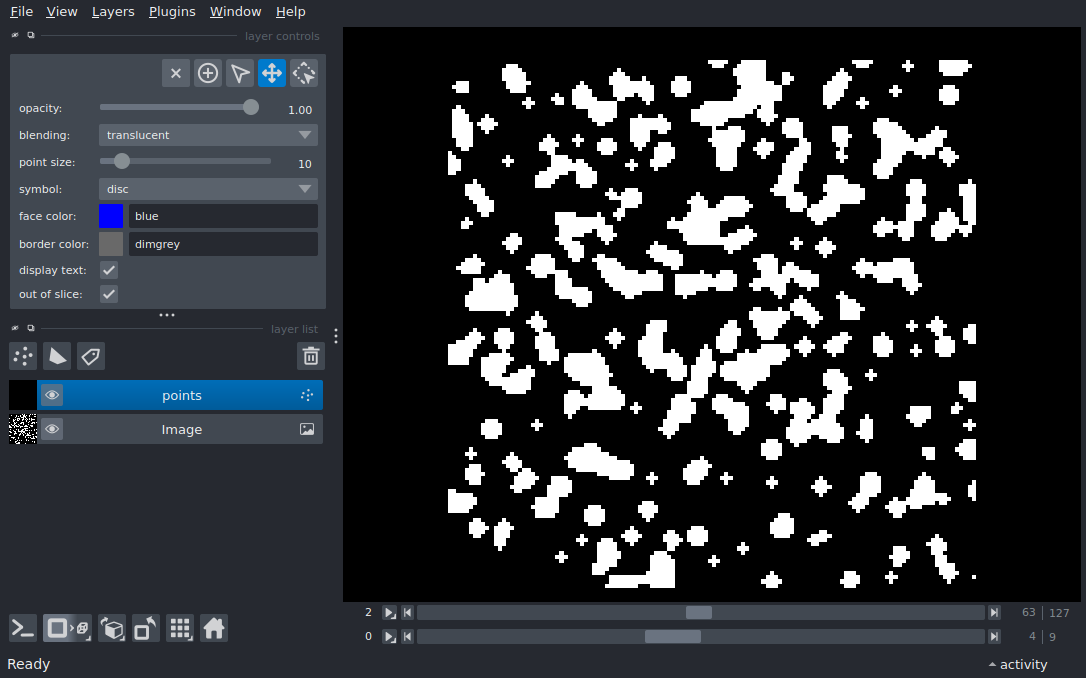 File View Layers Plugins Window Help
layer controls
opacity: 1.00
blending: translucent
point size: 10
symbol: disc
face color: blue
border color: dimgrey
display text:
out of slice:
layer list
points
Image
2 63 127
0 4 9
Ready activity